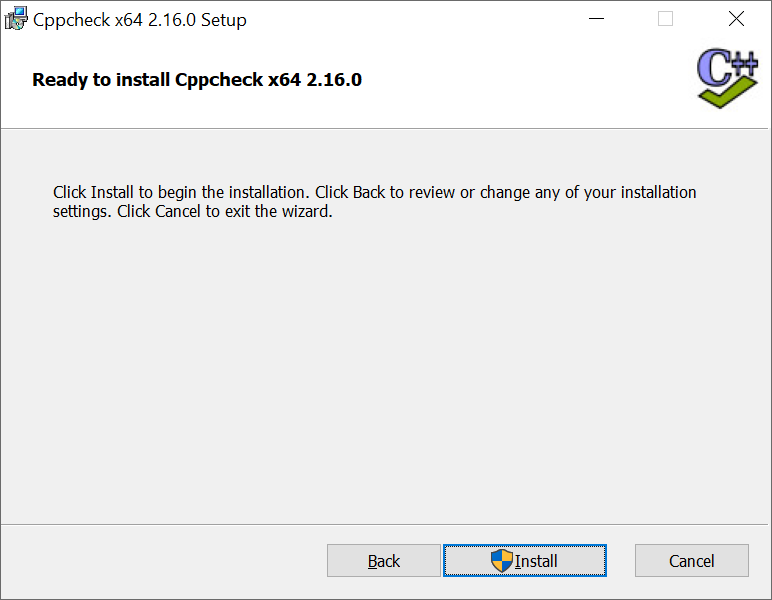 Cppcheck x64 2.16.0 Setup
Ready to install Cppcheck x64 2.16.0
C++
Click Install to begin the installation. Click Back to review or change any of your installation
settings. Click Cancel to exit the wizard.
Back
Install
Cancel